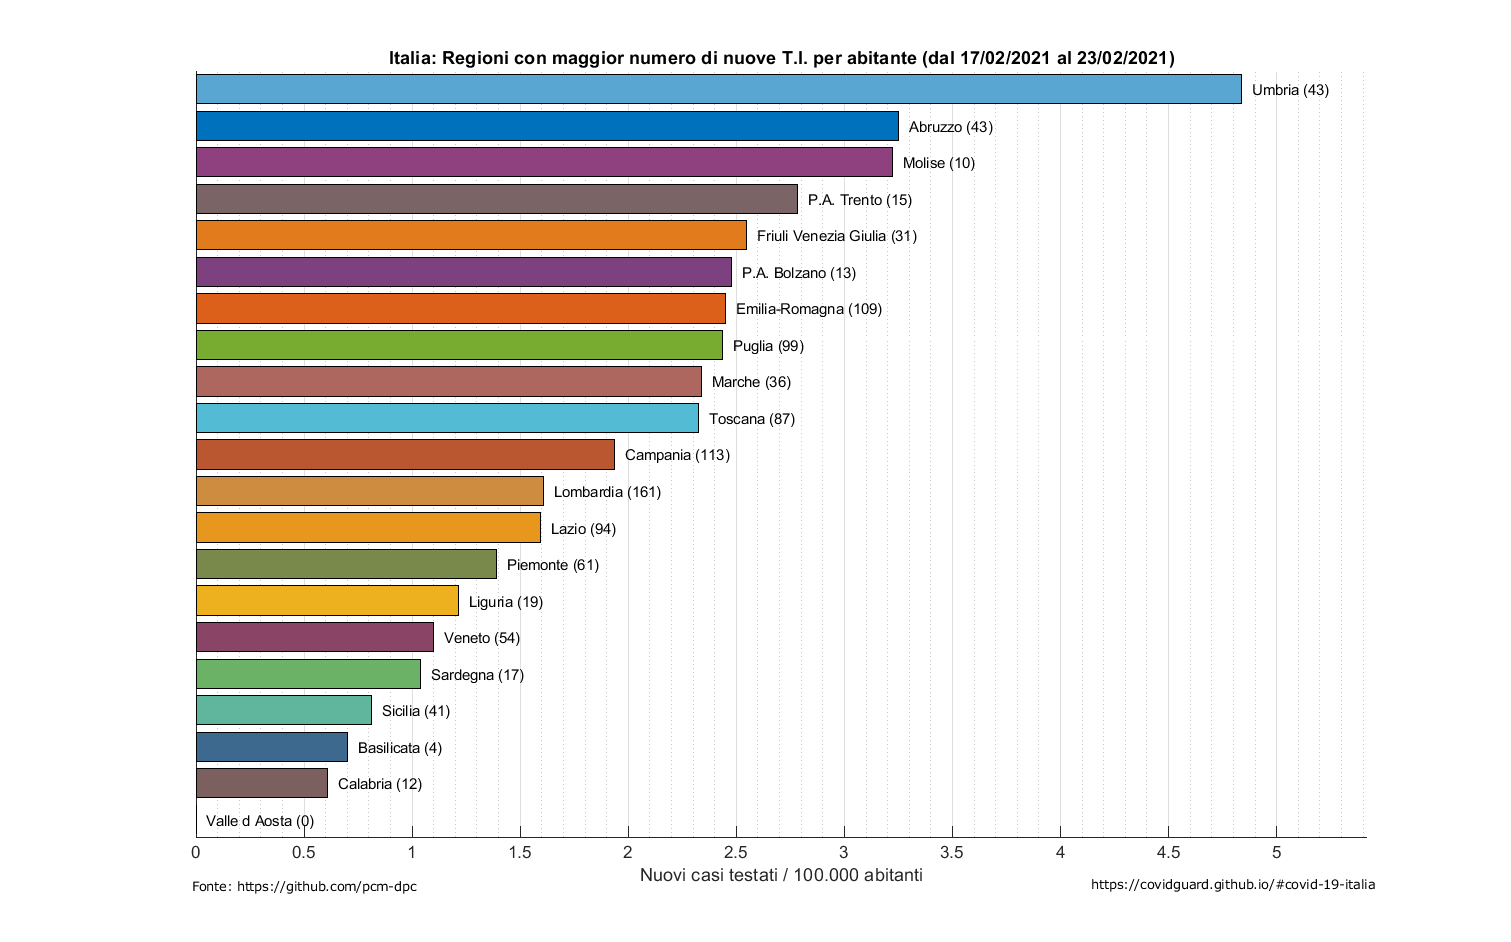 Italia: Regioni con maggior numero di nuove T.I. per abitante (dal 17/02/2021 al 23/02/2021)
Umbria (43)
Abruzzo (43)
Molise (10)
P.A. Trento (15)
Friuli Venezia Giulia (31)
P.A. Bolzano (13)
Emilia-Romagna (109)
Puglia (99)
Marche (36)
Toscana (87)
Campania (113)
Lombardia (161)
Lazio (94)
Piemonte (61)
Liguria (19)
Veneto (54)
Sardegna (17)
Sicilia (41)
Basilicata (4)
Calabria (12)
Valle d Aosta (0)
0 0.5 1 1.5 2 2.5 3 3.5 4 4.5 5
Nuovi casi testati / 100.000 abitanti
Fonte: https://github.com/pcm-dpc
https://covidguard.github.io/#covid-19-italia